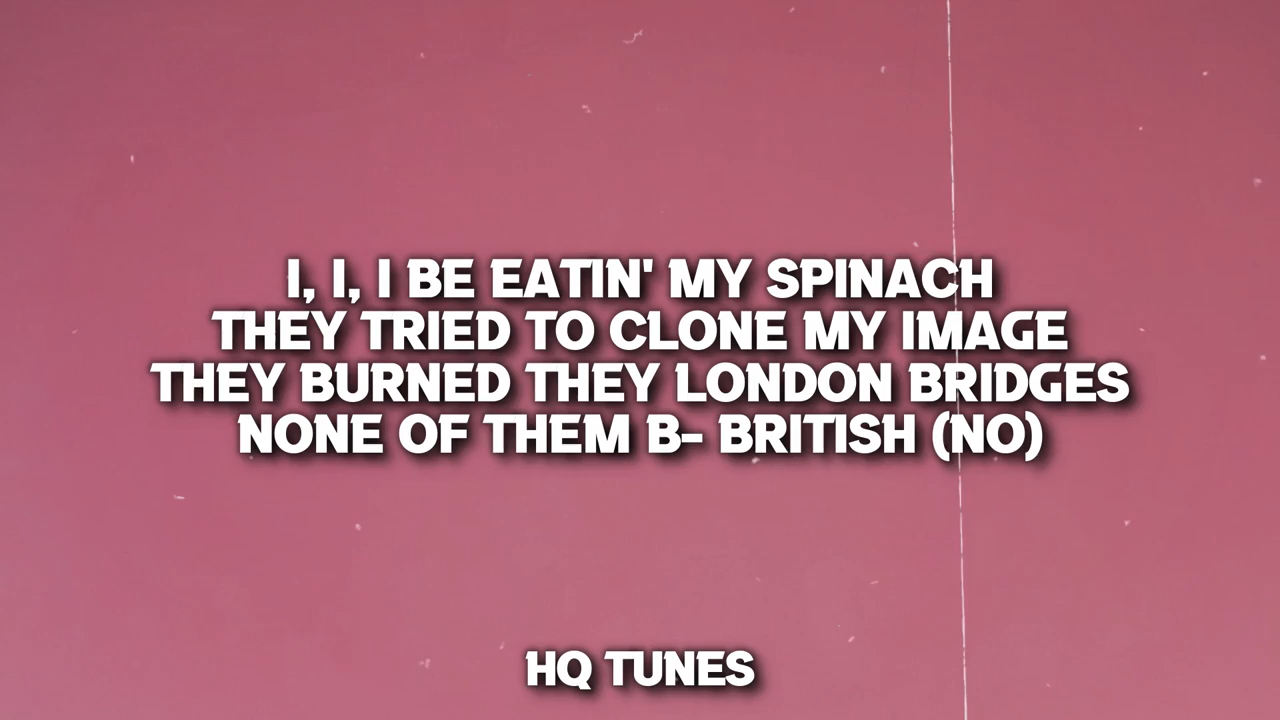 I, I, I BE EATIN' MY SPINACH
THEY TRIED TO CLONE MY IMAGE
THEY BURNED THEY LONDON BRIDGES
NONE OF THEM B- BRITISH (NO)
HQ TUNES